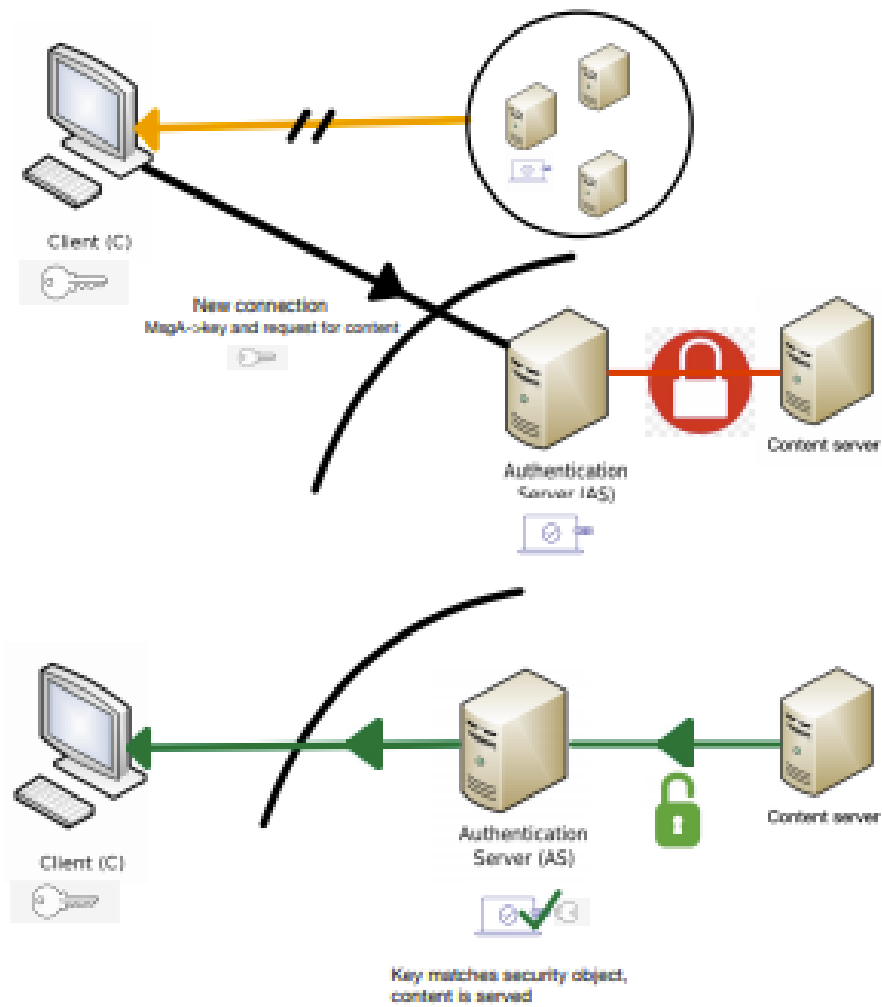 Client (C)
New connection
MsgA->key and request for content
Content server
Authentication
Server (AS)
Client (C)
Authentication
Server (AS)
Content server
Key matches security object,
content is served